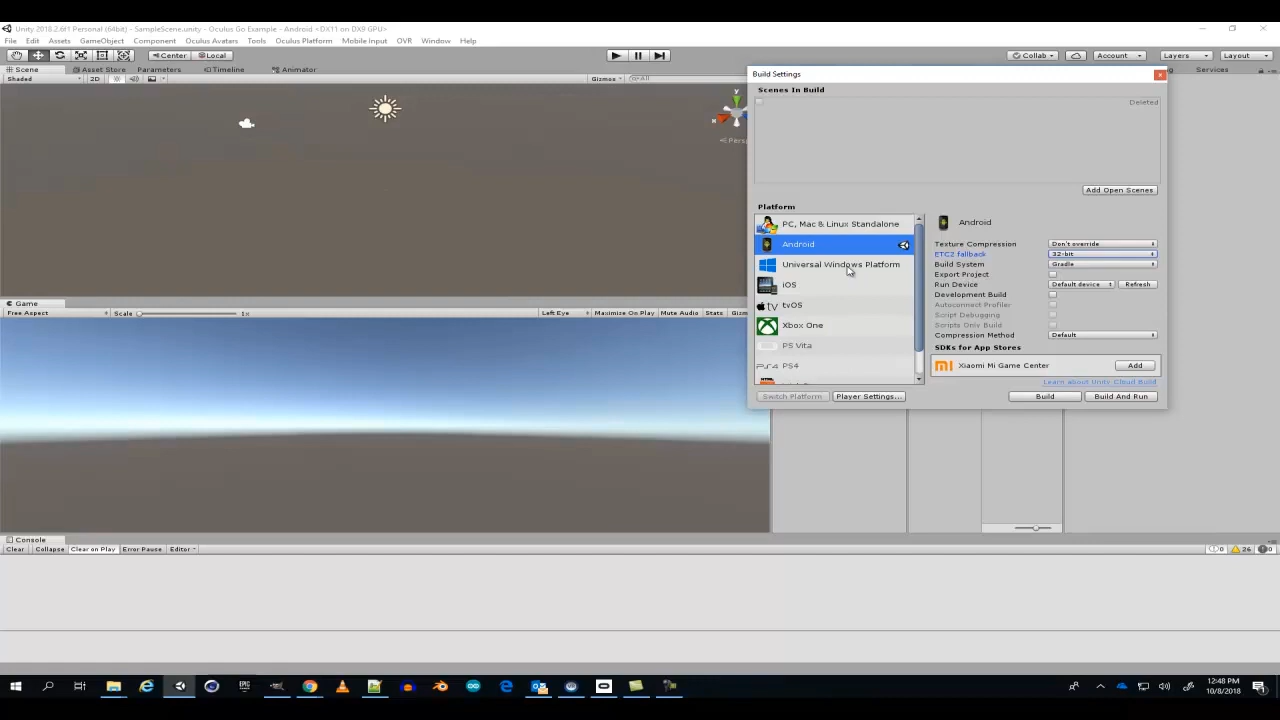 Unity 2018.2.6f1 Personal (64bit) - SampleScene.unity - Oculus Go Example - Android <DX11 on DX9 GPU>
File Edit Assets GameObject Component Oculus Avatars Tools Oculus Platform Mobile Input OVR Window Help
Center Local Collab Account Layers Layout
Scene Asset Store Parameters Timeline Animator Services
Shaded 2D Gizmos All
Build Settings
Scenes In Build
Deleted
y
x
Persp
Add Open Scenes
Platform
PC, Mac & Linux Standalone
Android
Universal Windows Platform
iOS
tv tvOS
Xbox One
PS Vita
PS4
HTML
Android
Texture Compression Don't override
ETC2 fallback 32-bit
Build System Gradle
Export Project
Run Device Default device Refresh
Development Build
Autoconnect Profiler
Script Debugging
Scripts Only Build
Compression Method Default
SDKs for App Stores
Xiaomi Mi Game Center Add
Learn about Unity Cloud Build
Switch Platform Player Settings... Build Build And Run
Game
Free Aspect Scale 1x Left Eye Maximize On Play Mute Audio Stats Gizm
Console
Clear Collapse Clear on Play Error Pause Editor 0 26 0
12:48 PM
10/8/2018